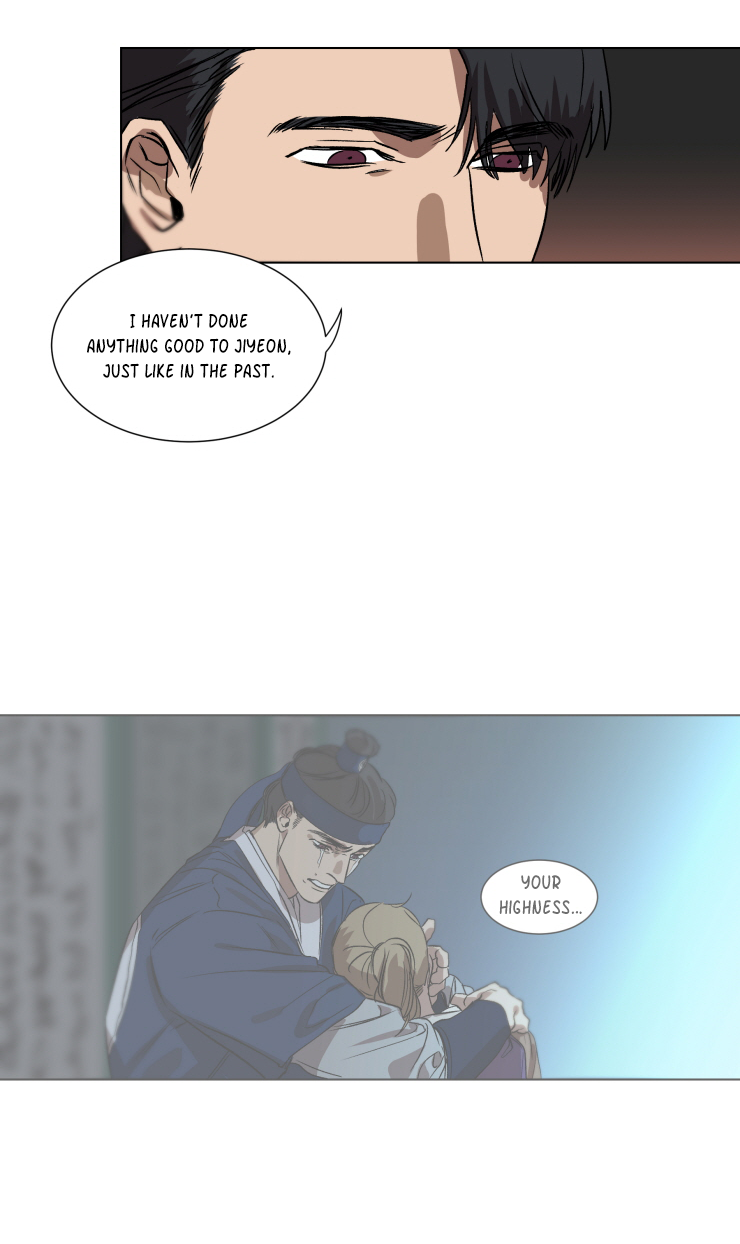 I HAVEN'T DONE
ANYTHING GOOD TO JIYEON,
JUST LIKE IN THE PAST.
YOUR
HIGHNESS...